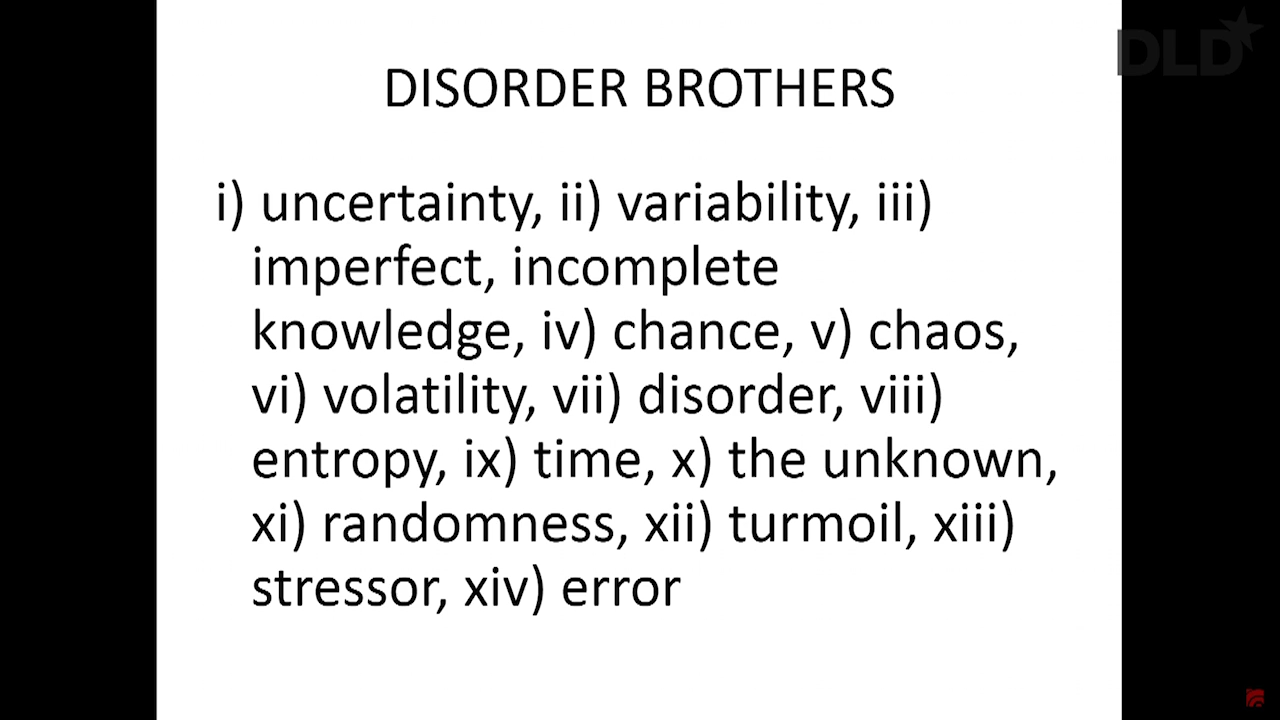 DLD
DISORDER BROTHERS
i) uncertainty, ii) variability, iii)
imperfect, incomplete
knowledge, iv) chance, v) chaos,
vi) volatility, vii) disorder, viii)
entropy, ix) time, x) the unknown,
xi) randomness, xii) turmoil, xiii)
stressor, xiv) error